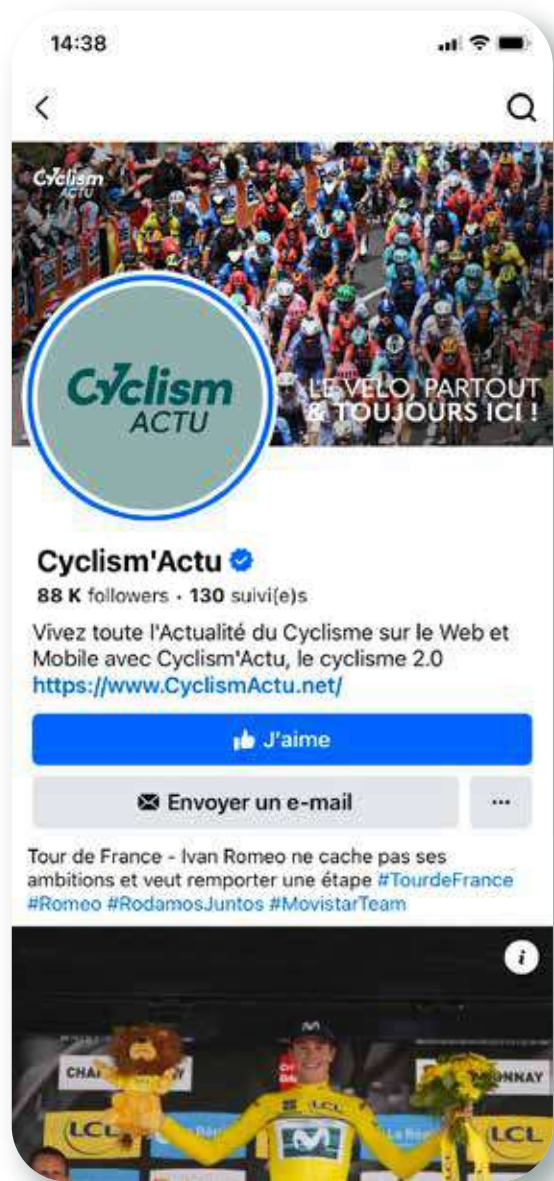 14:38
Cyclism
ACTU
Cyclism
ACTU
LE VÉLO, PARTOUT
& TOUJOURS ICI !
Cyclism'Actu
88 K followers · 130 suivi(e)s
Vivez toute l'Actualité du Cyclisme sur le Web et
Mobile avec Cyclism'Actu, le cyclisme 2.0
https://www.CyclismActu.net/
J'aime
Envoyer un e-mail
Tour de France - Ivan Romeo ne cache pas ses
ambitions et veut remporter une étape #TourdeFrance
#Romeo #RodamosJuntos #MovistarTeam
LCL
LCL
LCL